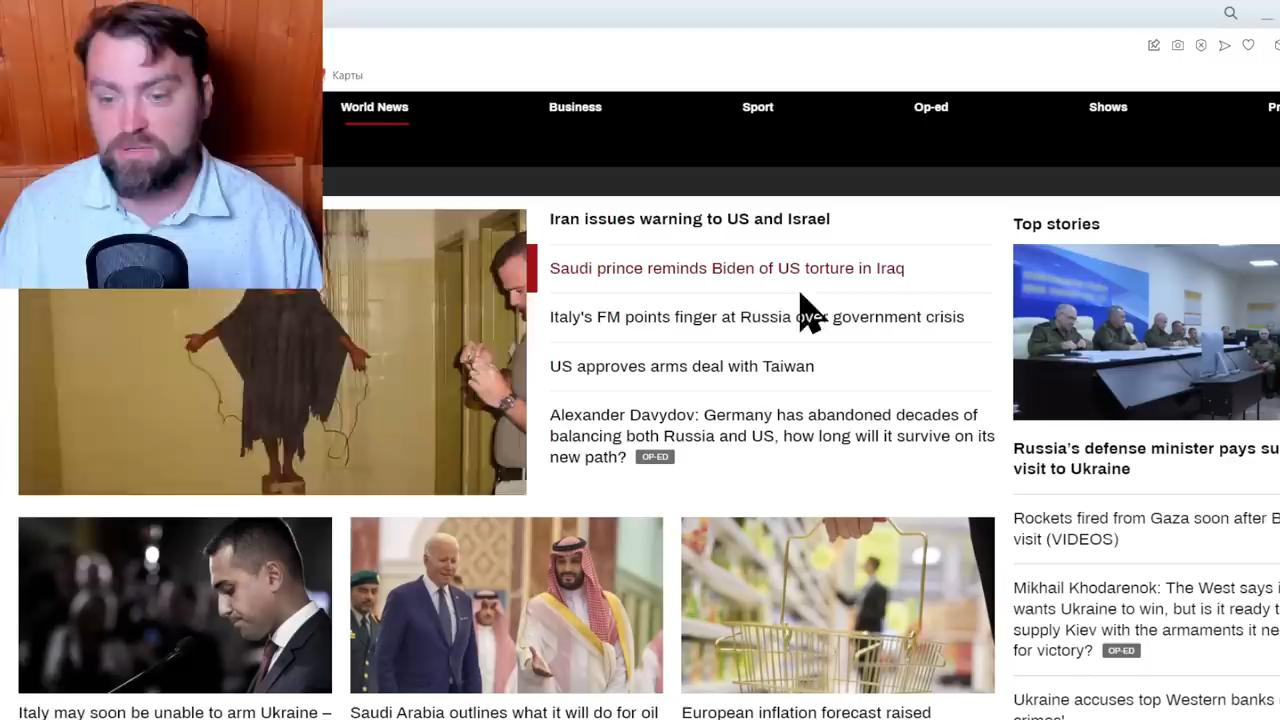 Карты
World News
Business
Sport
Op-ed
Shows
Iran issues warning to US and Israel
Saudi prince reminds Biden of US torture in Iraq
Italy's FM points finger at Russia over government crisis
US approves arms deal with Taiwan
Alexander Davydov: Germany has abandoned decades of
balancing both Russia and US, how long will it survive on its
new path? OP-ED
Top stories
Russia's defense minister pays su
visit to Ukraine
Rockets fired from Gaza soon after B
visit (VIDEOS)
Mikhail Khodarenok: The West says i
wants Ukraine to win, but is it ready t
supply Kiev with the armaments it ne
for victory? OP-ED
Ukraine accuses top Western banks
crimes'
Italy may soon be unable to arm Ukraine –
Saudi Arabia outlines what it will do for oil
European inflation forecast raised